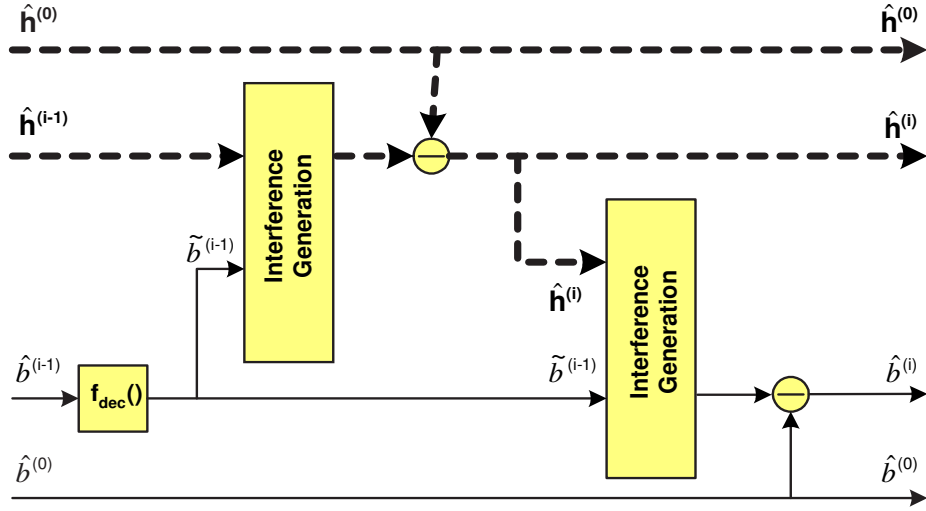 ĥ(0) ĥ(0)
ĥ(i-1) ĥ(i)
Interference
Generation
b̃(i-1)
ĥ(i)
Interference
Generation
b̂(i-1) fdec() b̃(i-1) b̂(i)
b̂(0) b̂(0)